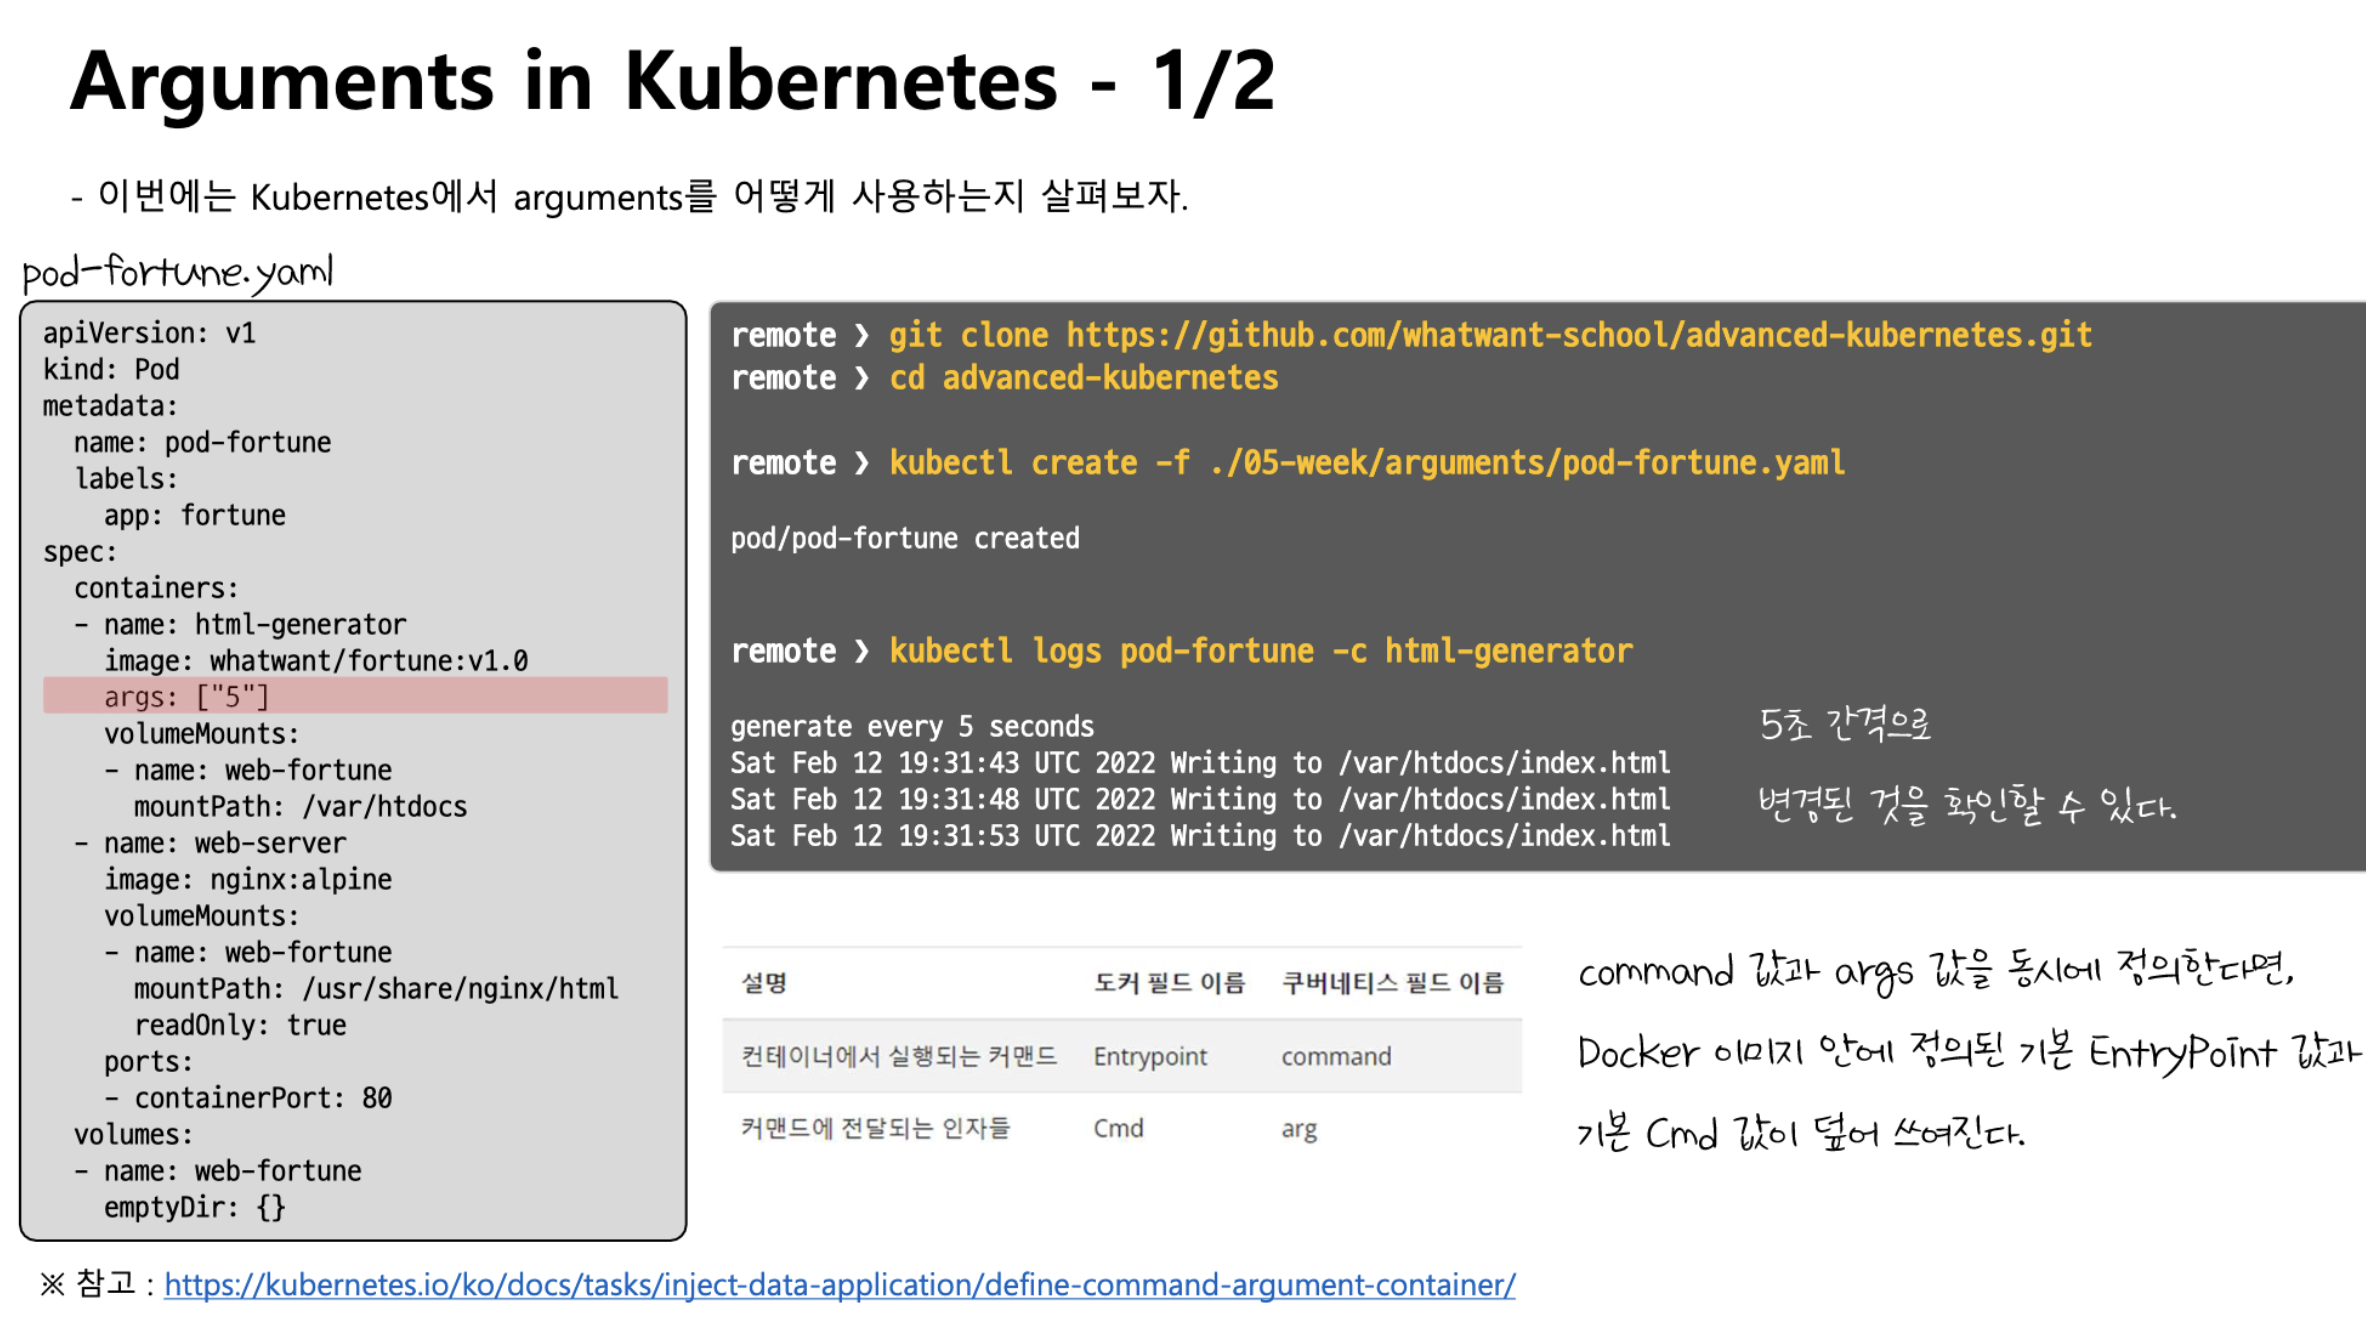 Arguments in Kubernetes - 1/2
- 이번에는 Kubernetes에서 arguments를 어떻게 사용하는지 살펴보자.
pod-fortune.yaml
apiVersion: v1
kind: Pod
metadata:
  name: pod-fortune
  labels:
    app: fortune
spec:
  containers:
  - name: html-generator
    image: whatwant/fortune:v1.0
    args: ["5"]
    volumeMounts:
    - name: web-fortune
      mountPath: /var/htdocs
  - name: web-server
    image: nginx:alpine
    volumeMounts:
    - name: web-fortune
      mountPath: /usr/share/nginx/html
      readOnly: true
    ports:
    - containerPort: 80
  volumes:
  - name: web-fortune
    emptyDir: {}
remote ❯ git clone https://github.com/whatwant-school/advanced-kubernetes.git
remote ❯ cd advanced-kubernetes
remote ❯ kubectl create -f ./05-week/arguments/pod-fortune.yaml
pod/pod-fortune created
remote ❯ kubectl logs pod-fortune -c html-generator
generate every 5 seconds
Sat Feb 12 19:31:43 UTC 2022 Writing to /var/htdocs/index.html
Sat Feb 12 19:31:48 UTC 2022 Writing to /var/htdocs/index.html
Sat Feb 12 19:31:53 UTC 2022 Writing to /var/htdocs/index.html
5초 간격으로
변경된 것을 확인할 수 있다.
설명 도커 필드 이름 쿠버네티스 필드 이름
컨테이너에서 실행되는 커맨드 Entrypoint command
커맨드에 전달되는 인자들 Cmd arg
command 값과 args 값을 동시에 정의한다면,
Docker 이미지 안에 정의된 기본 EntryPoint 값과
기본 Cmd 값이 덮어 쓰여진다.
※ 참고 : https://kubernetes.io/ko/docs/tasks/inject-data-application/define-command-argument-container/